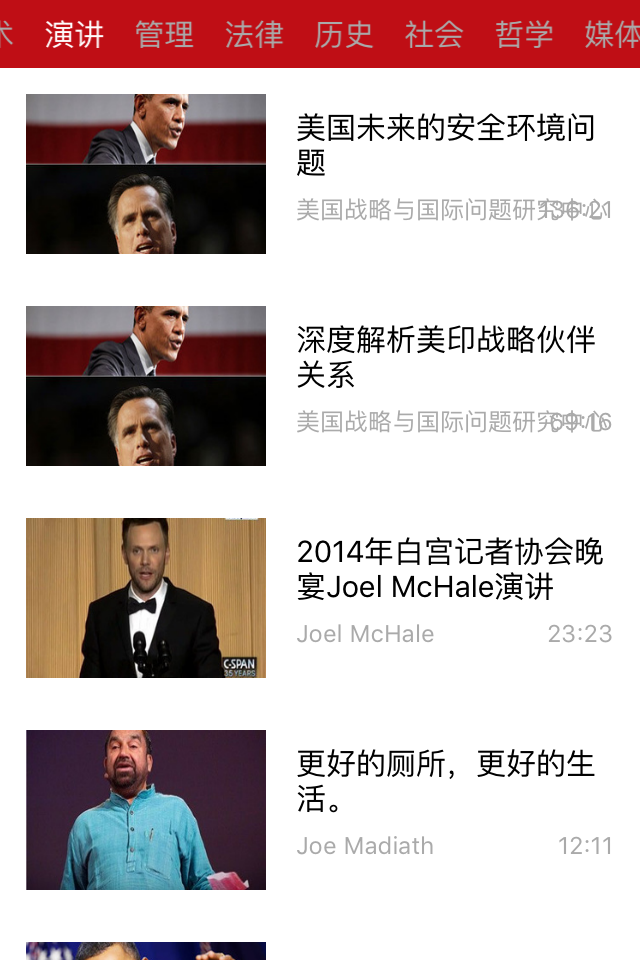 术 演讲 管理 法律 历史 社会 哲学 媒体
美国未来的安全环境问
题
美国战略与国际问题研究中心 136:21
深度解析美印战略伙伴
关系
美国战略与国际问题研究中心 69:16
2014年白宫记者协会晚
宴Joel McHale演讲
Joel McHale 23:23
C-SPAN
35 YEARS
更好的厕所，更好的生
活。
Joe Madiath 12:11